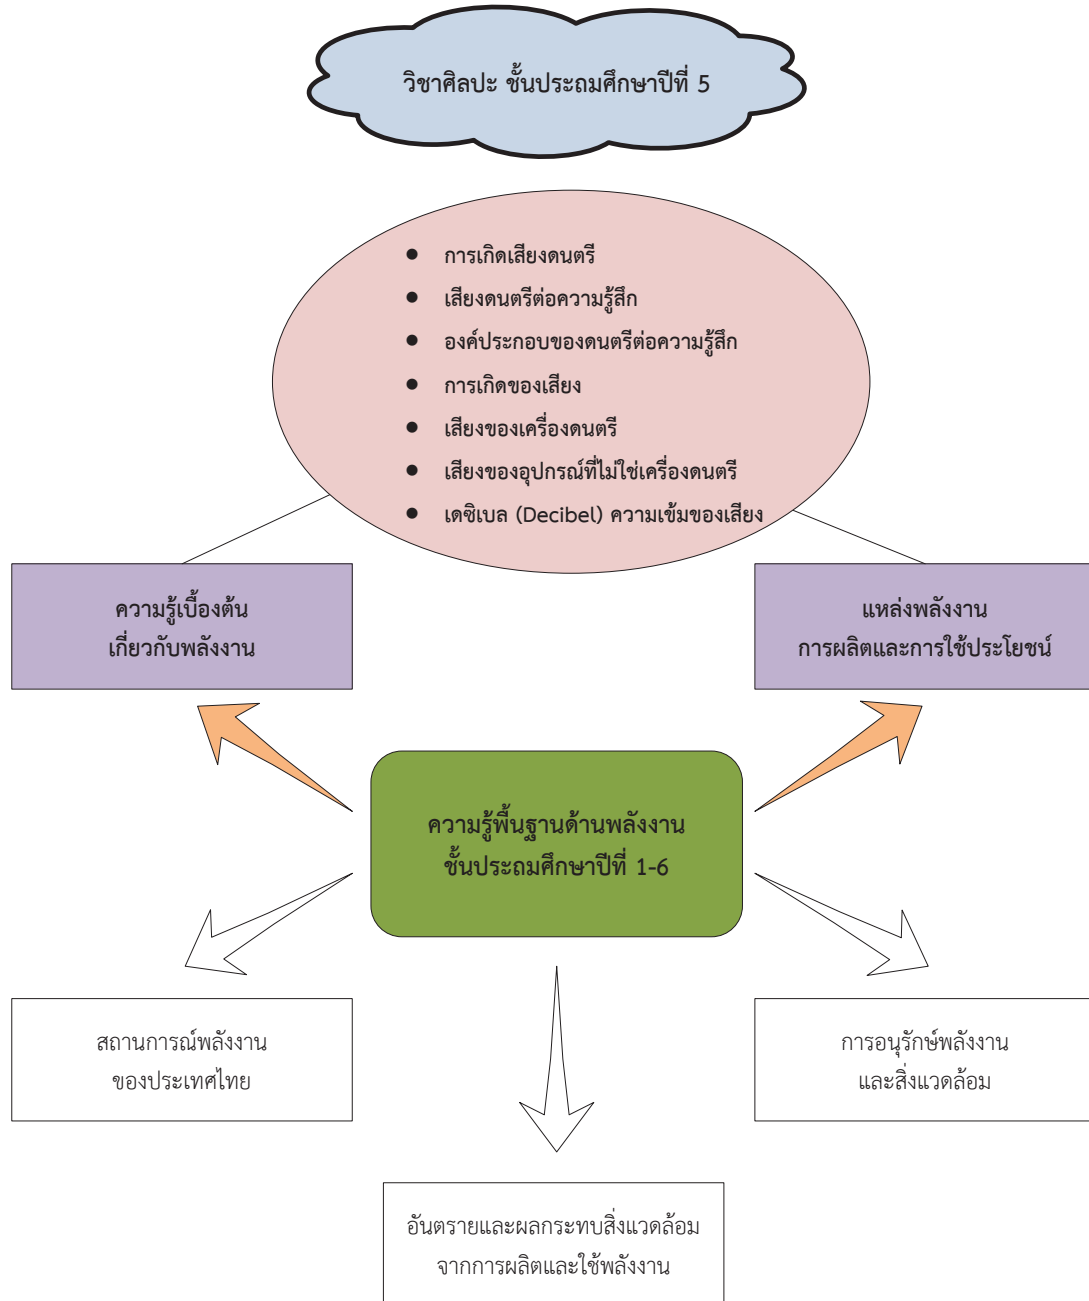 วิชาศิลปะ ชั้นประถมศึกษาปีที่ 5
● การเกิดเสียงดนตรี
● เสียงดนตรีต่อความรู้สึก
● องค์ประกอบของดนตรีต่อความรู้สึก
● การเกิดของเสียง
● เสียงของเครื่องดนตรี
● เสียงของอุปกรณ์ที่ไม่ใช่เครื่องดนตรี
● เดซิเบล (Decibel) ความเข้มของเสียง
ความรู้เบื้องต้น
เกี่ยวกับพลังงาน
แหล่งพลังงาน
การผลิตและการใช้ประโยชน์
ความรู้พื้นฐานด้านพลังงาน
ชั้นประถมศึกษาปีที่ 1-6
สถานการณ์พลังงาน
ของประเทศไทย
การอนุรักษ์พลังงาน
และสิ่งแวดล้อม
อันตรายและผลกระทบสิ่งแวดล้อม
จากการผลิตและใช้พลังงาน